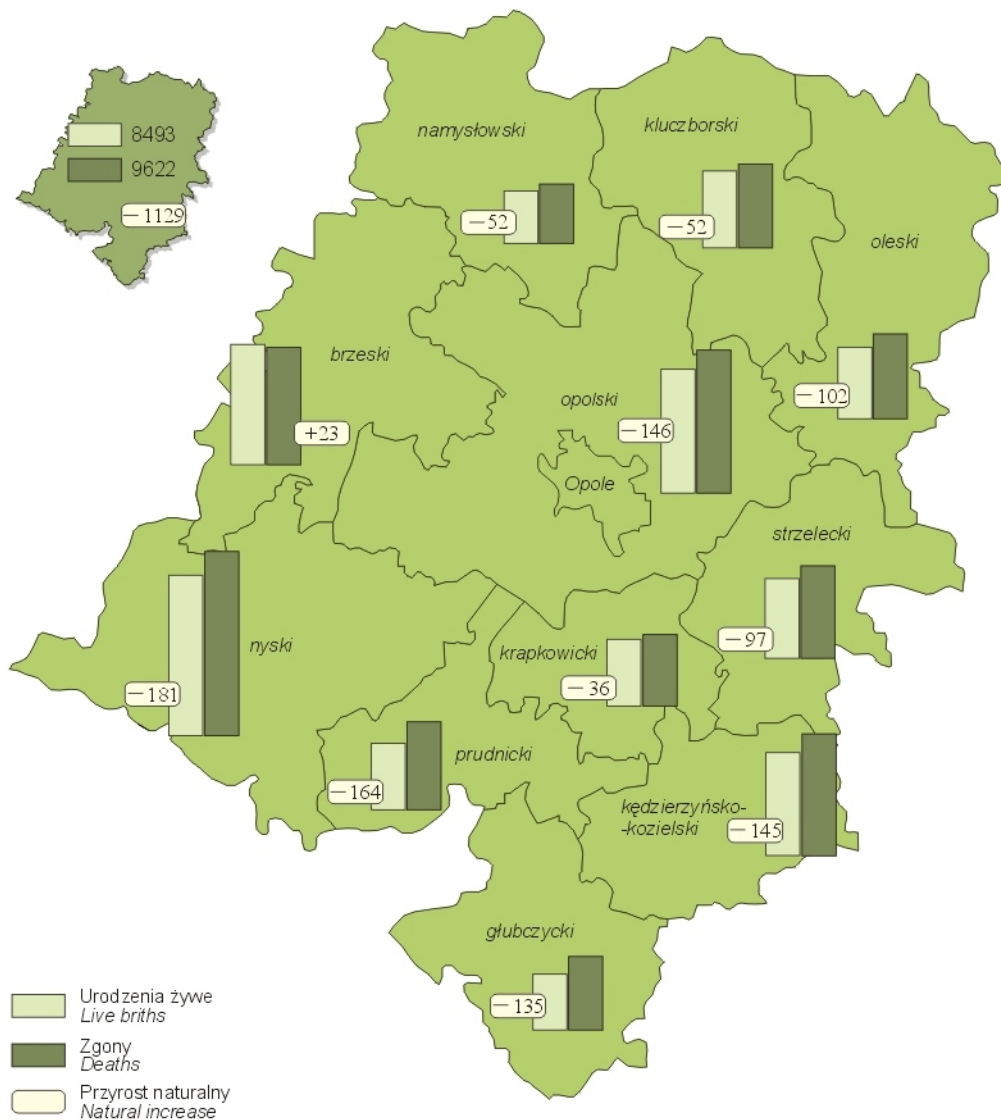 8493
9622
−1129
namysłowski
−52
kluczborski
−52
oleski
−102
brzeski
+23
opolski
−146
Opole
strzelecki
−97
nyski
−181
krapkowicki
−36
prudnicki
−164
kędzierzyńsko-
-kozielski
−145
głubczycki
−135
Urodzenia żywe
Live briths
Zgony
Deaths
Przyrost naturalny
Natural increase